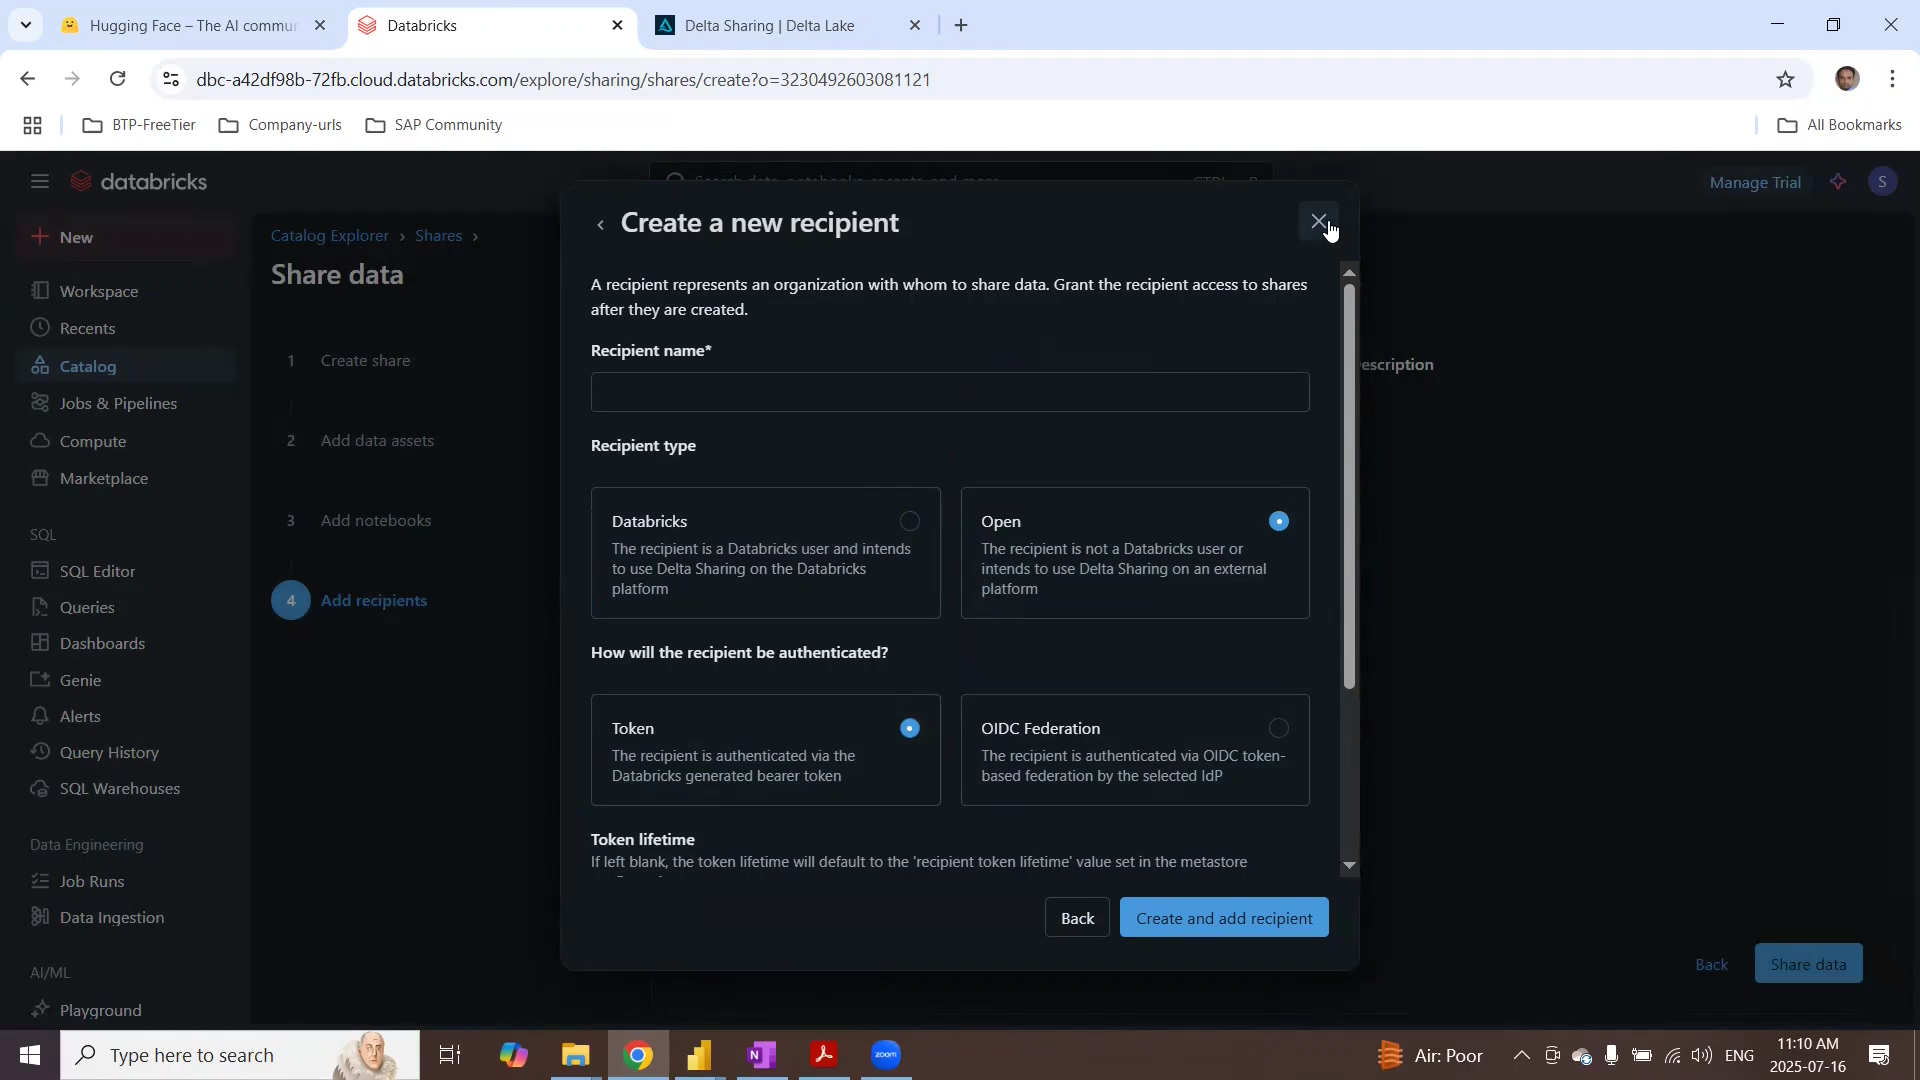 Hugging Face – The AI commu
Databricks
Delta Sharing | Delta Lake
dbc-a42df98b-72fb.cloud.databricks.com/explore/sharing/shares/create?o=3230492603081121
BTP-FreeTier
Company-urls
SAP Community
All Bookmarks
databricks
Search data, notebooks, recents, and more...
CTRL + P
Manage Trial
S
New
Workspace
Recents
Catalog
Jobs & Pipelines
Compute
Marketplace
SQL
SQL Editor
Queries
Dashboards
Genie
Alerts
Query History
SQL Warehouses
Data Engineering
Job Runs
Data Ingestion
AI/ML
Playground
Catalog Explorer › Shares ›
Share data
1 Create share
2 Add data assets
3 Add notebooks
4 Add recipients
escription
Create a new recipient
A recipient represents an organization with whom to share data. Grant the recipient access to shares
after they are created.
Recipient name*
Recipient type
Databricks
The recipient is a Databricks user and intends
to use Delta Sharing on the Databricks
platform
Open
The recipient is not a Databricks user or
intends to use Delta Sharing on an external
platform
How will the recipient be authenticated?
Token
The recipient is authenticated via the
Databricks generated bearer token
OIDC Federation
The recipient is authenticated via OIDC token-
based federation by the selected IdP
Token lifetime
If left blank, the token lifetime will default to the 'recipient token lifetime' value set in the metastore
Back
Create and add recipient
Back
Share data
Type here to search
zoom
Air: Poor
ENG
11:10 AM
2025-07-16